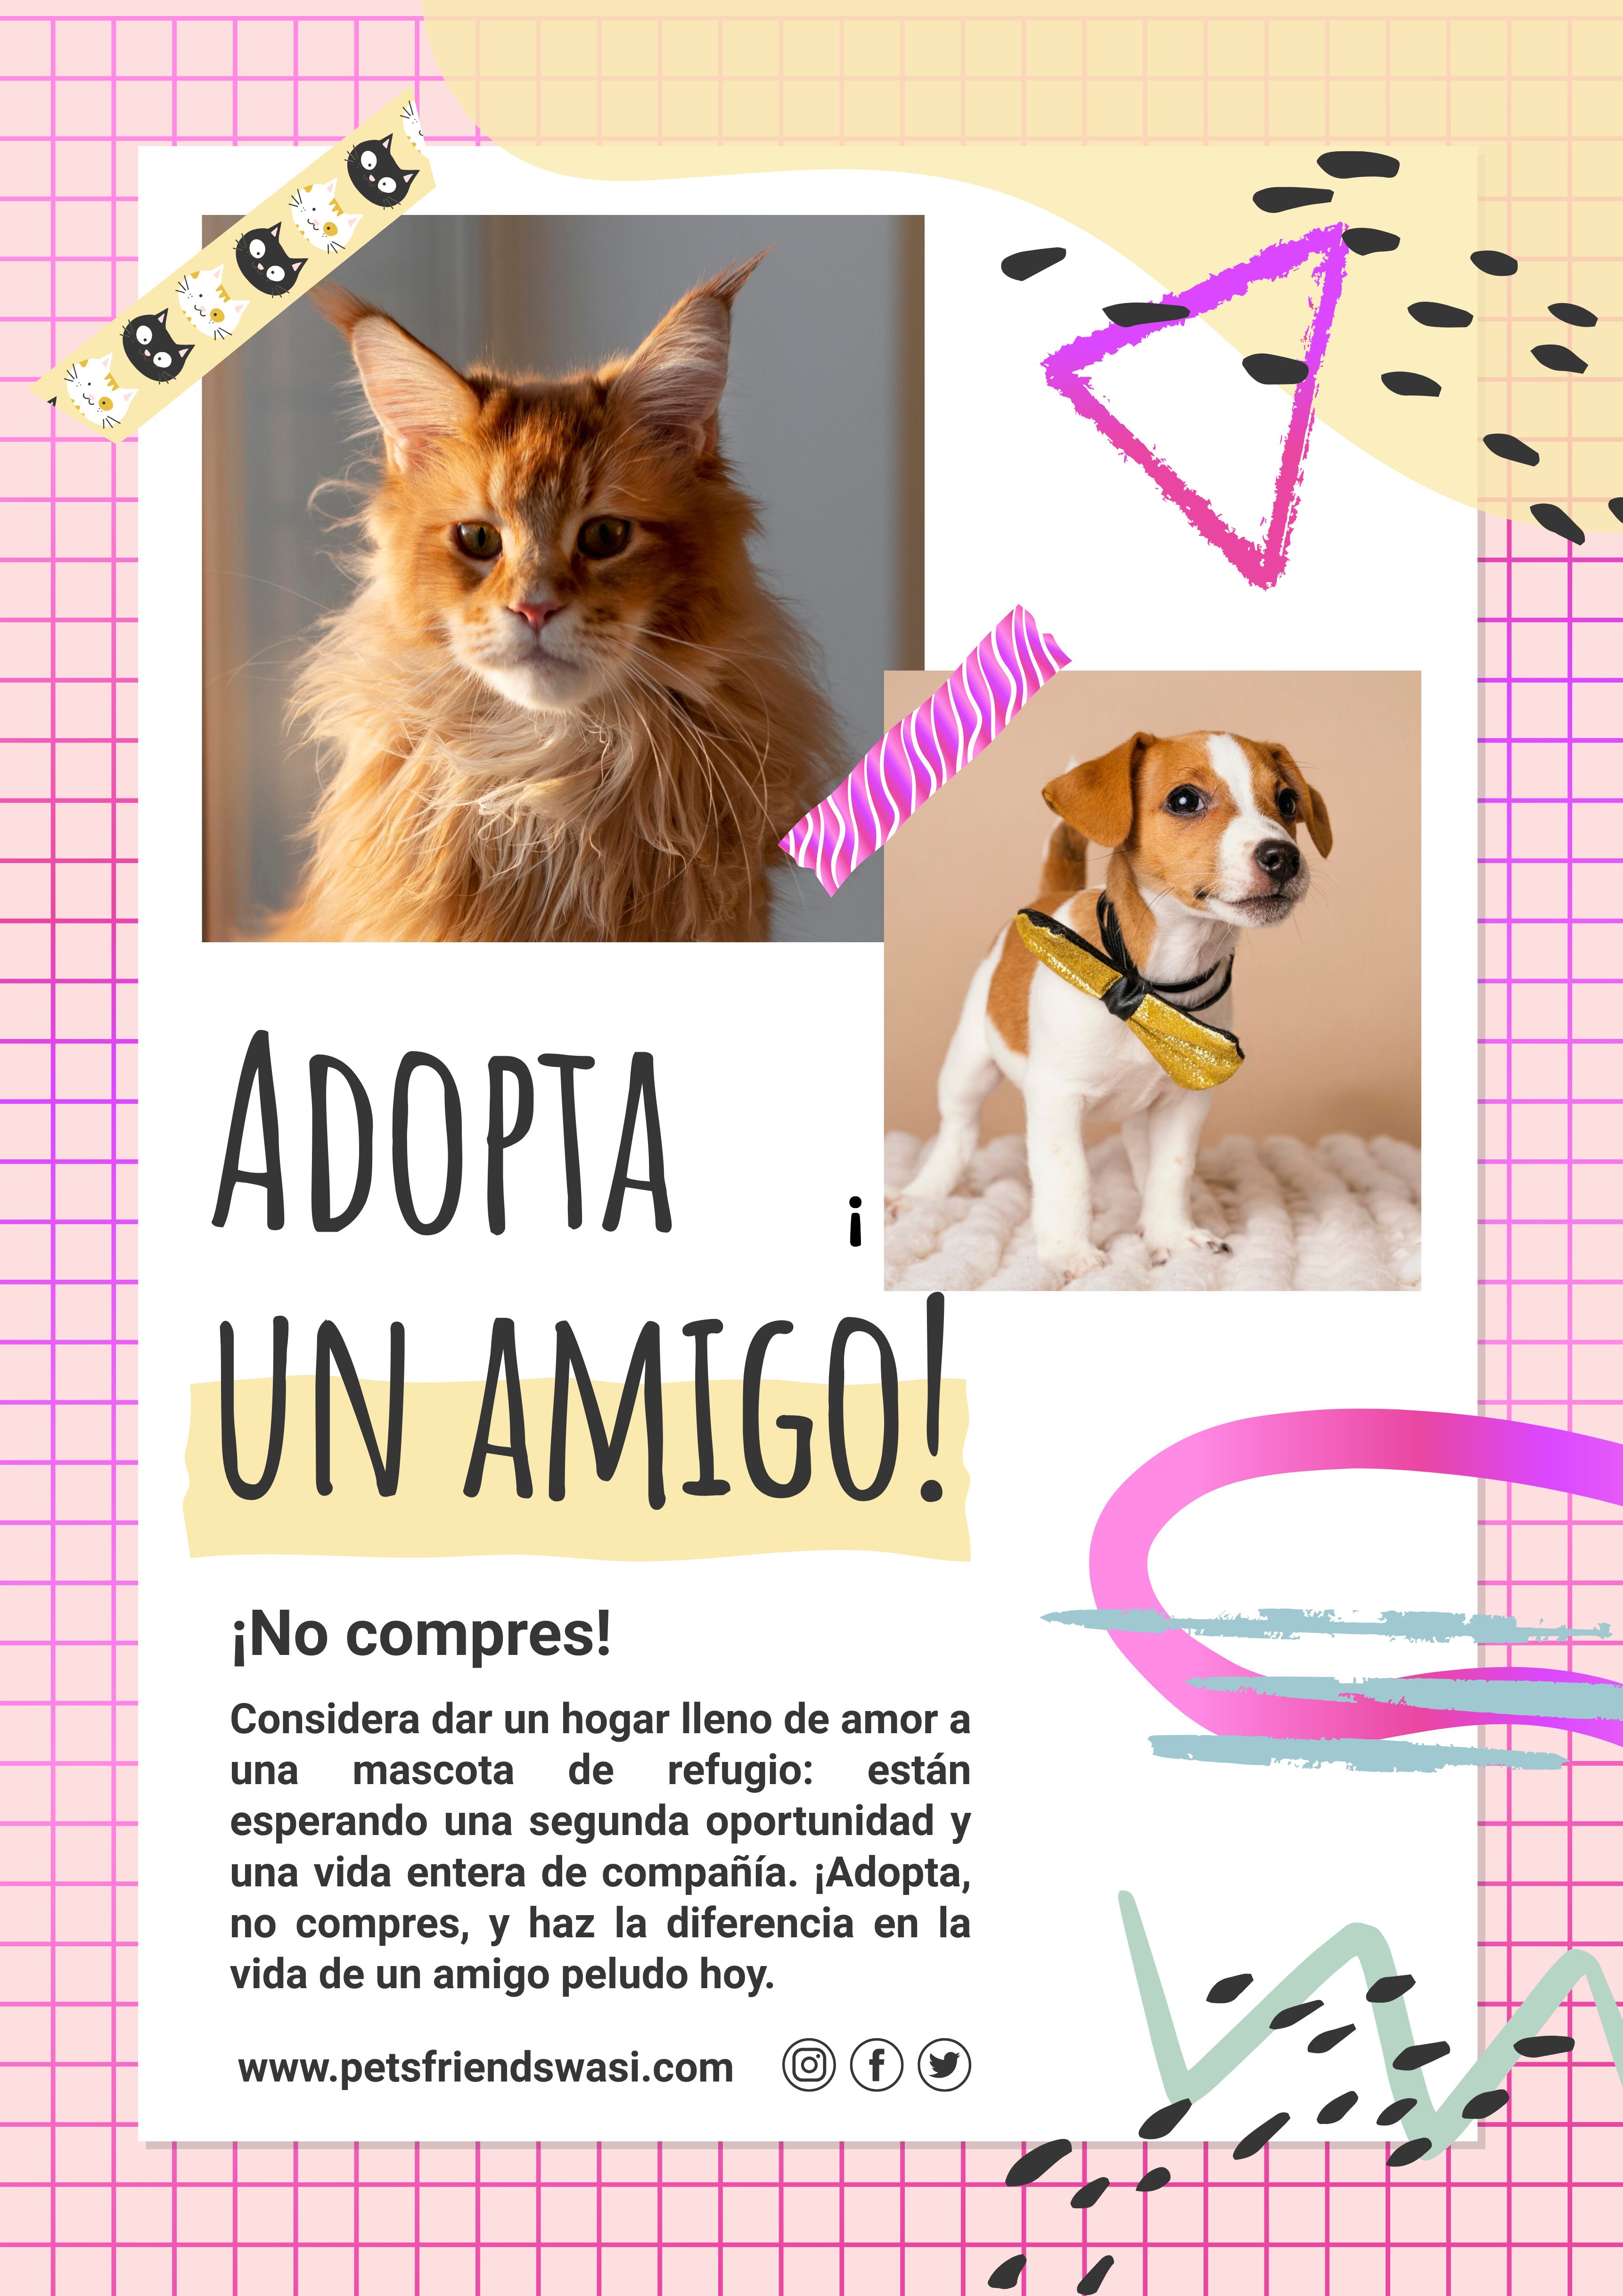 ADOPTA
¡
UN AMIGO!
¡No compres!
Considera dar un hogar lleno de amor a
una mascota de refugio: están
esperando una segunda oportunidad y
una vida entera de compañía. ¡Adopta,
no compres, y haz la diferencia en la
vida de un amigo peludo hoy.
www.petsfriendswasi.com